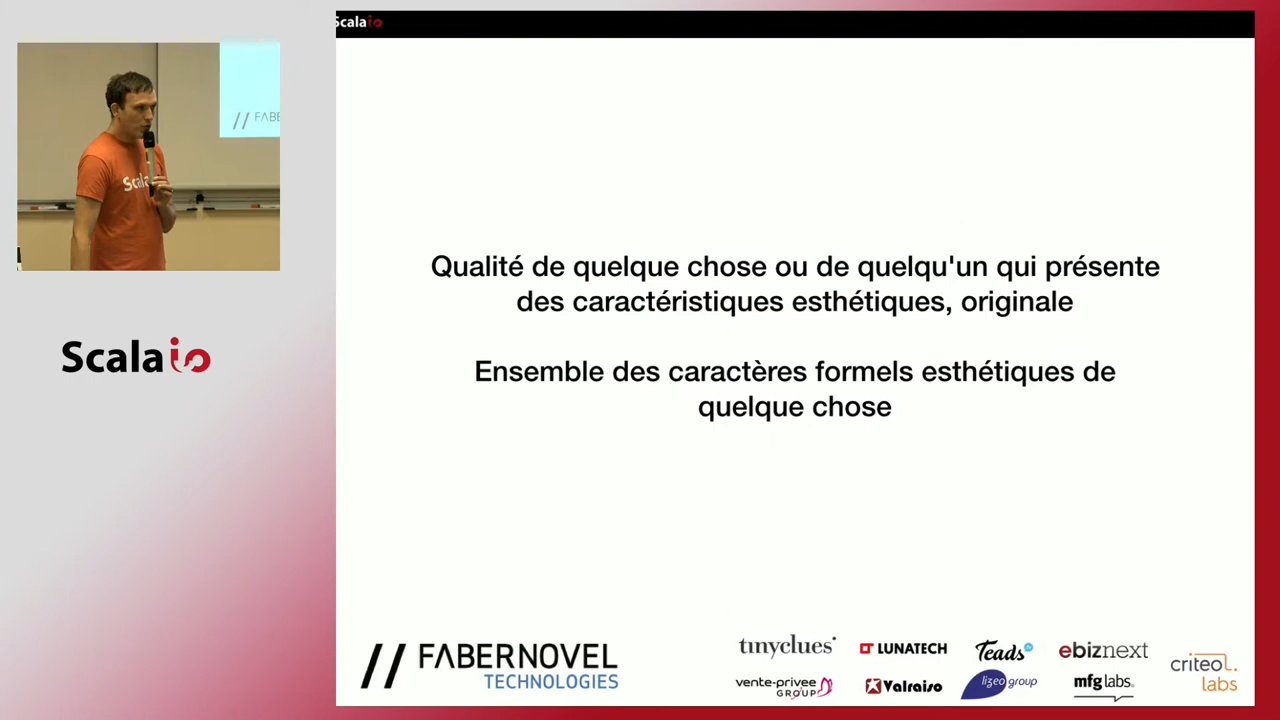 Scalaio
// FABE
Scala
Scalaio
Qualité de quelque chose ou de quelqu'un qui présente
des caractéristiques esthétiques, originale
Ensemble des caractères formels esthétiques de
quelque chose
// FABERNOVEL
TECHNOLOGIES
tinyclues
LUNATECH
Teads
ebiznext
criteo
labs
vente-privee
GROUP
Valraiso
lizeo group
mfg labs